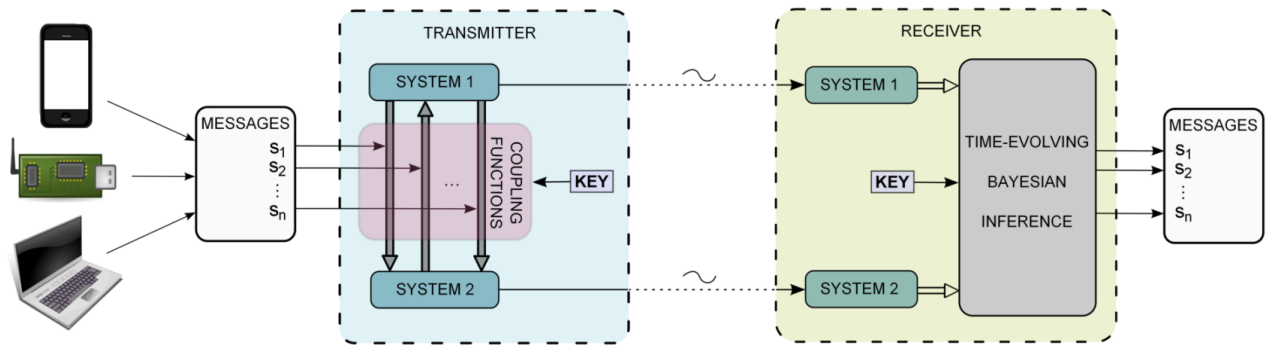 TRANSMITTER
RECEIVER
SYSTEM 1
SYSTEM 1
MESSAGES
s1
s2
⋮
sn
...
COUPLING
FUNCTIONS
KEY
KEY
TIME-EVOLVING
BAYESIAN
INFERENCE
MESSAGES
s1
s2
⋮
sn
SYSTEM 2
SYSTEM 2